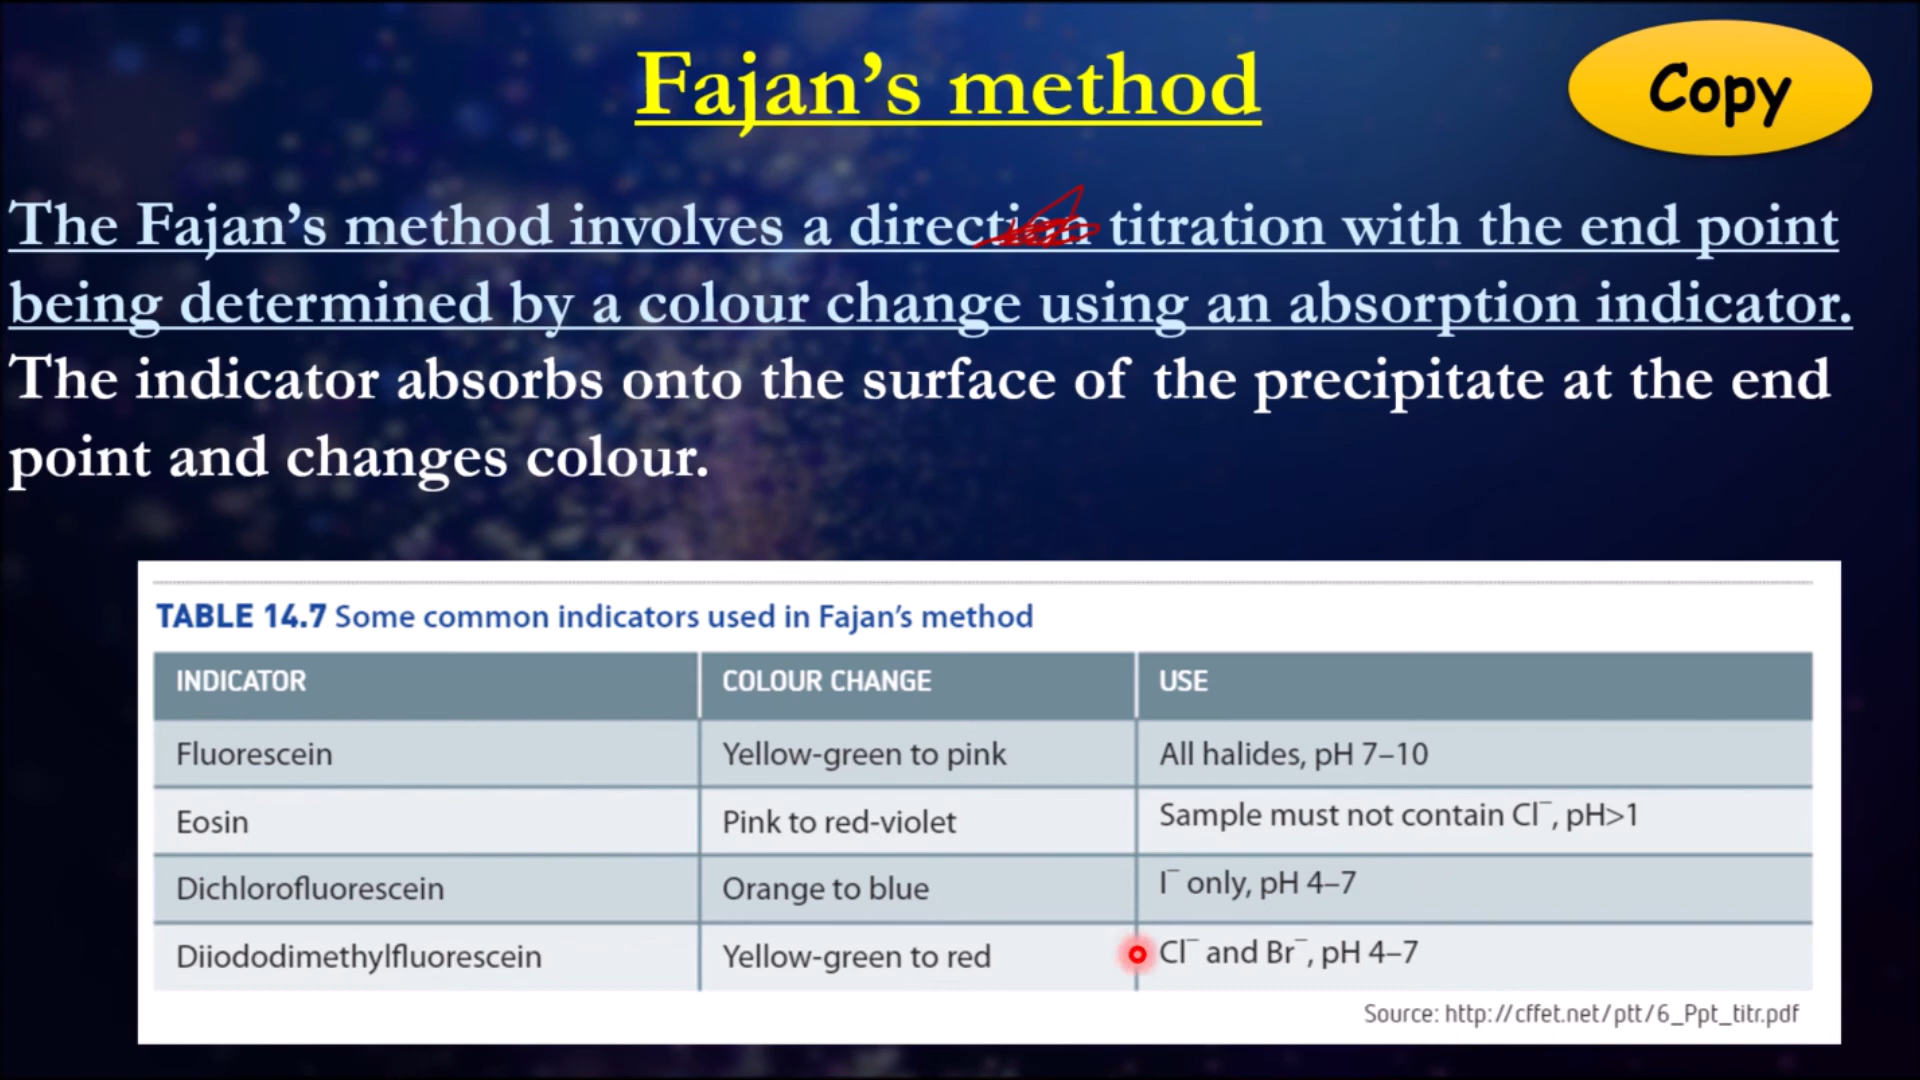 Fajan's method
Copy
The Fajan's method involves a direction titration with the end point
being determined by a colour change using an absorption indicator.
The indicator absorbs onto the surface of the precipitate at the end
point and changes colour.
TABLE 14.7 Some common indicators used in Fajan's method
INDICATOR COLOUR CHANGE USE
Fluorescein Yellow-green to pink All halides, pH 7–10
Eosin Pink to red-violet Sample must not contain Cl⁻, pH>1
Dichlorofluorescein Orange to blue I⁻ only, pH 4–7
Diiododimethylfluorescein Yellow-green to red Cl⁻ and Br⁻, pH 4–7
Source: http://cffet.net/ptt/6_Ppt_titr.pdf